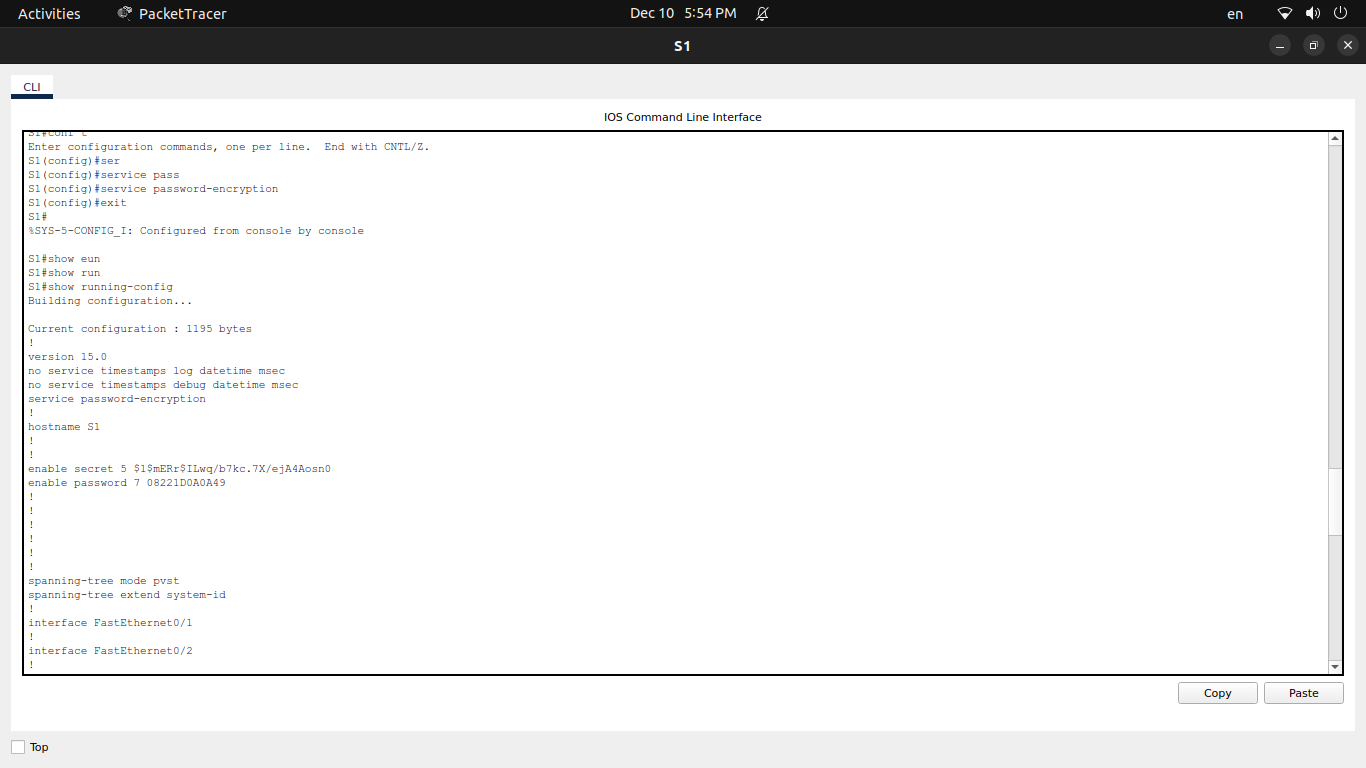 Activities PacketTracer Dec 10 5:54 PM en
S1
CLI
IOS Command Line Interface
S1#conf t
Enter configuration commands, one per line.  End with CNTL/Z.
S1(config)#ser
S1(config)#service pass
S1(config)#service password-encryption
S1(config)#exit
S1#
%SYS-5-CONFIG_I: Configured from console by console
S1#show eun
S1#show run
S1#show running-config
Building configuration...
Current configuration : 1195 bytes
!
version 15.0
no service timestamps log datetime msec
no service timestamps debug datetime msec
service password-encryption
!
hostname S1
!
!
enable secret 5 $1$mERr$ILwq/b7kc.7X/ejA4Aosn0
enable password 7 08221D0A0A49
!
!
!
!
!
!
spanning-tree mode pvst
spanning-tree extend system-id
!
interface FastEthernet0/1
!
interface FastEthernet0/2
!
Copy Paste
Top